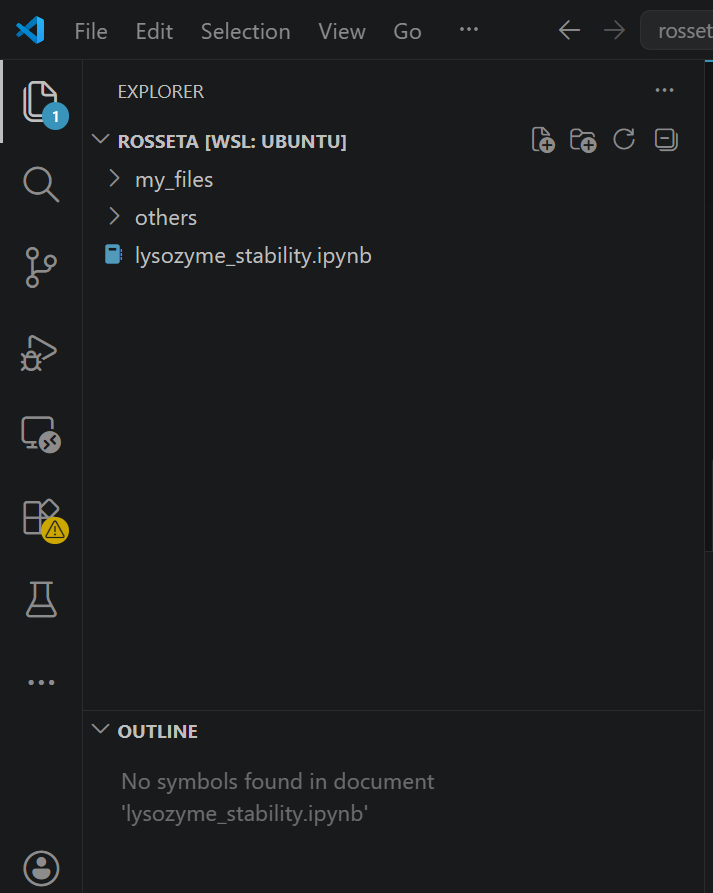 File Edit Selection View Go ...
rosset
EXPLORER ...
1
ROSSETA [WSL: UBUNTU]
my_files
others
lysozyme_stability.ipynb
OUTLINE
No symbols found in document
'lysozyme_stability.ipynb'